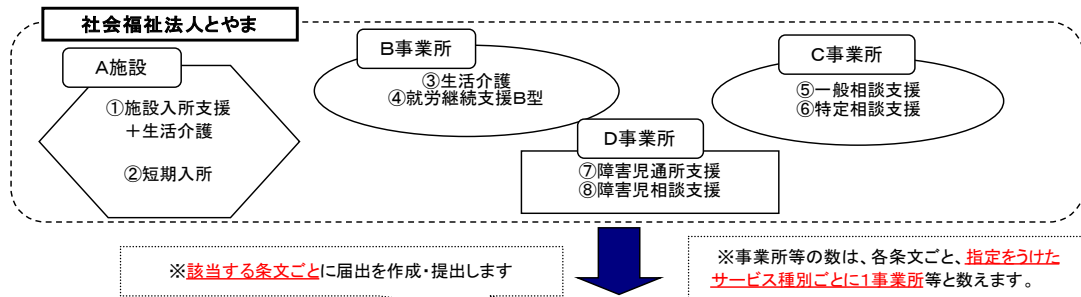 社会福祉法人とやま
A施設
①施設入所支援
＋生活介護
②短期入所
B事業所
③生活介護
④就労継続支援B型
C事業所
⑤一般相談支援
⑥特定相談支援
D事業所
⑦障害児通所支援
⑧障害児相談支援
※該当する条文ごとに届出を作成・提出します
※事業所等の数は、各条文ごと、指定をうけた
サービス種別ごとに1事業所等と数えます。